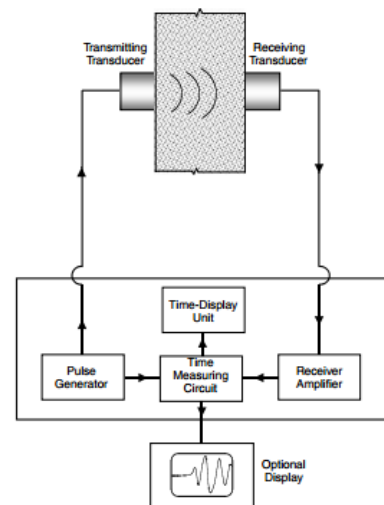 Transmitting
Transducer
Receiving
Transducer
Time-Display
Unit
Pulse
Generator
Time
Measuring
Circuit
Receiver
Amplifier
Optional
Display